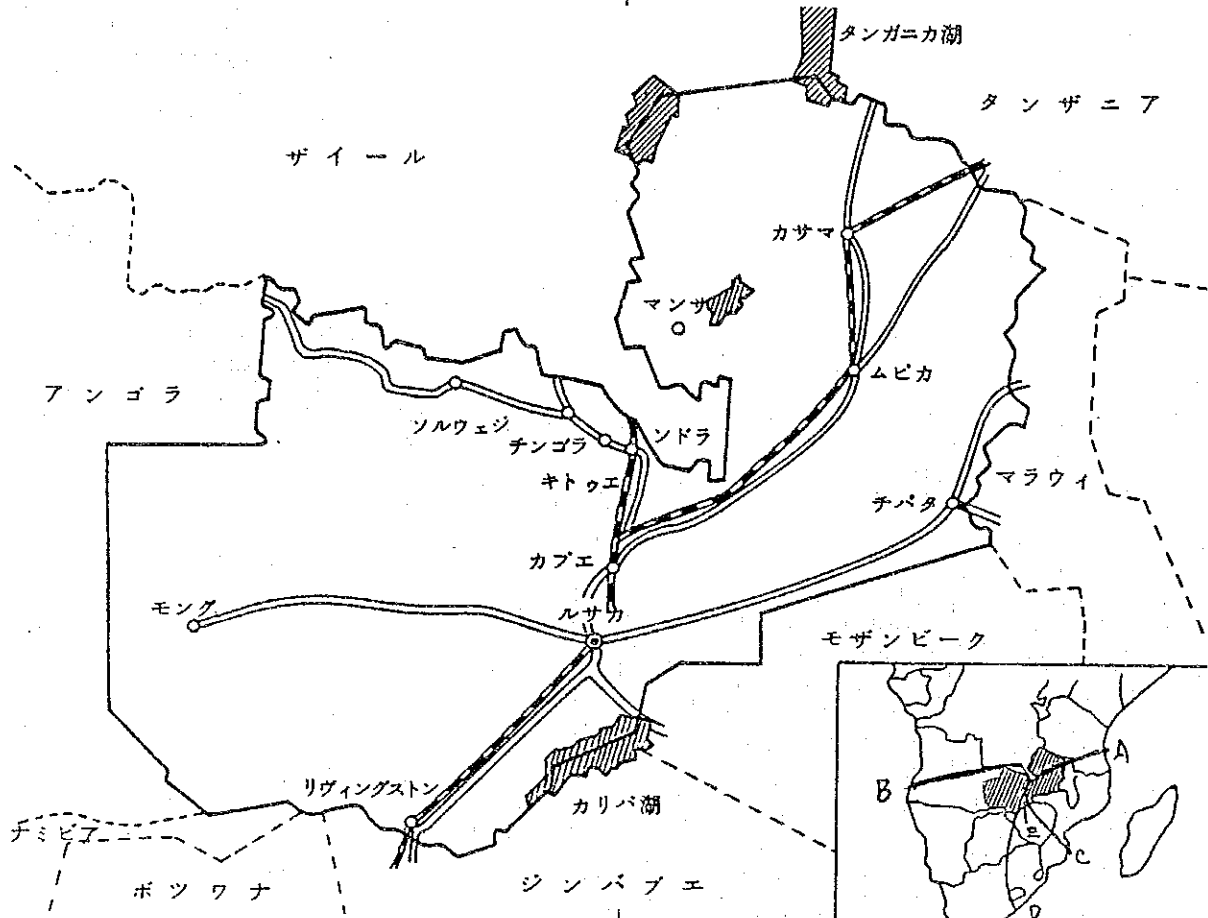 タンガニカ湖
タンザニア
ザイール
カサマ
マンサ
ムピカ
アンゴラ
ソルウェジ
チンゴラ
ンドラ
キトゥエ
マラウィ
チパタ
カブエ
モング
ルサカ
モザンビーク
リヴィングストン
カリバ湖
ナミビア
ボツワナ
ジンバブエ
A
B
C
D
E